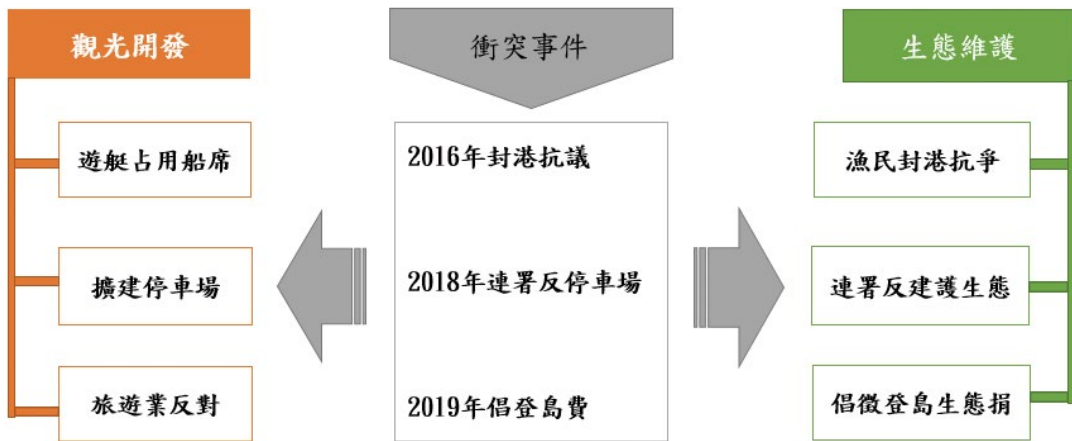 觀光開發
衝突事件
生態維護
遊艇占用船席
2016年封港抗議
漁民封港抗爭
擴建停車場
2018年連署反停車場
連署反建護生態
旅遊業反對
2019年倡登島費
倡徵登島生態捐